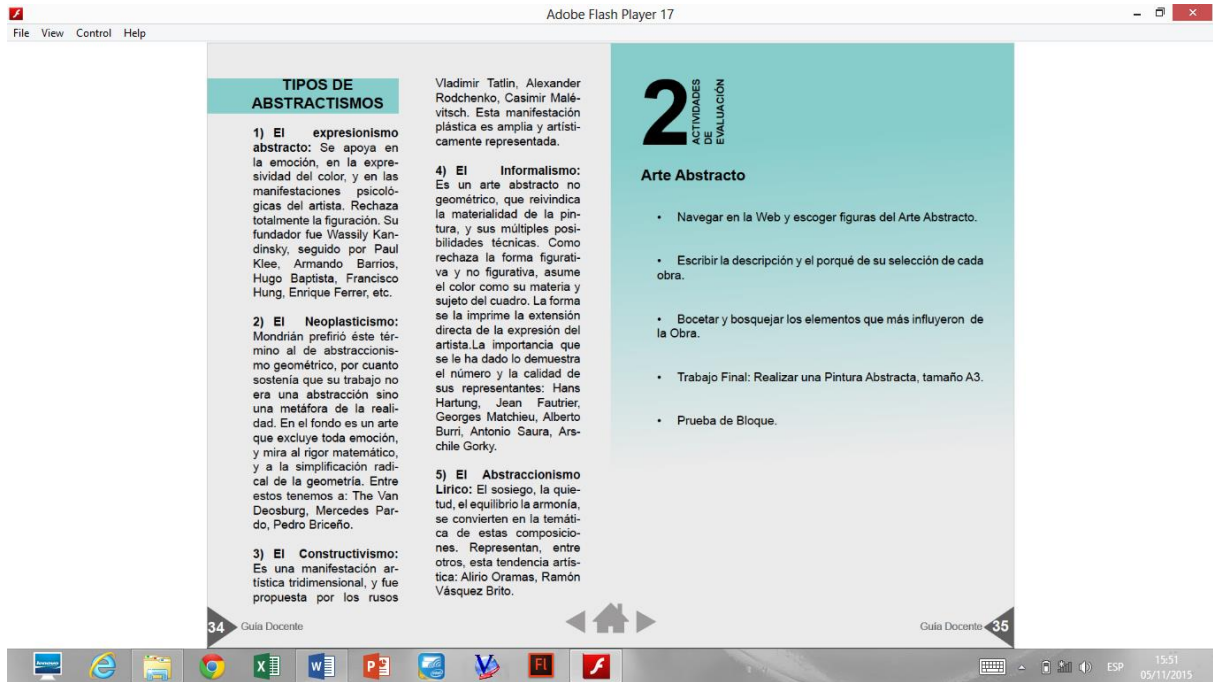 Adobe Flash Player 17
File View Control Help
TIPOS DE
ABSTRACTISMOS
1) El expresionismo
abstracto: Se apoya en
la emoción, en la expre-
sividad del color, y en las
manifestaciones psicoló-
gicas del artista. Rechaza
totalmente la figuración. Su
fundador fue Wassily Kan-
dinsky, seguido por Paul
Klee, Armando Barrios,
Hugo Baptista, Francisco
Hung, Enrique Ferrer, etc.
2) El Neoplasticismo:
Mondrián prefirió éste tér-
mino al de abstraccionis-
mo geométrico, por cuanto
sostenía que su trabajo no
era una abstracción sino
una metáfora de la reali-
dad. En el fondo es un arte
que excluye toda emoción,
y mira al rigor matemático,
y a la simplificación radi-
cal de la geometría. Entre
estos tenemos a: The Van
Deosburg, Mercedes Par-
do, Pedro Briceño.
3) El Constructivismo:
Es una manifestación ar-
tística tridimensional, y fue
propuesta por los rusos
Vladimir Tatlin, Alexander
Rodchenko, Casimir Malé-
vitsch. Esta manifestación
plástica es amplia y artísti-
camente representada.
4) El Informalismo:
Es un arte abstracto no
geométrico, que reivindica
la materialidad de la pin-
tura, y sus múltiples posi-
bilidades técnicas. Como
rechaza la forma figurati-
va y no figurativa, asume
el color como su materia y
sujeto del cuadro. La forma
se la imprime la extensión
directa de la expresión del
artista.La importancia que
se le ha dado lo demuestra
el número y la calidad de
sus representantes: Hans
Hartung, Jean Fautrier,
Georges Matchieu, Alberto
Burri, Antonio Saura, Ars-
chile Gorky.
5) El Abstraccionismo
Lirico: El sosiego, la quie-
tud, el equilibrio la armonía,
se convierten en la temáti-
ca de estas composicio-
nes. Representan, entre
otros, esta tendencia artís-
tica: Alirio Oramas, Ramón
Vásquez Brito.
34 Guia Docente
2
ACTIVIDADES
DE
EVALUACIÓN
Arte Abstracto
• Navegar en la Web y escoger figuras del Arte Abstracto.
• Escribir la descripción y el porqué de su selección de cada
obra.
• Bocetar y bosquejar los elementos que más influyeron de
la Obra.
• Trabajo Final: Realizar una Pintura Abstracta, tamaño A3.
• Prueba de Bloque.
Guia Docente 35
ESP
15:51
05/11/2015